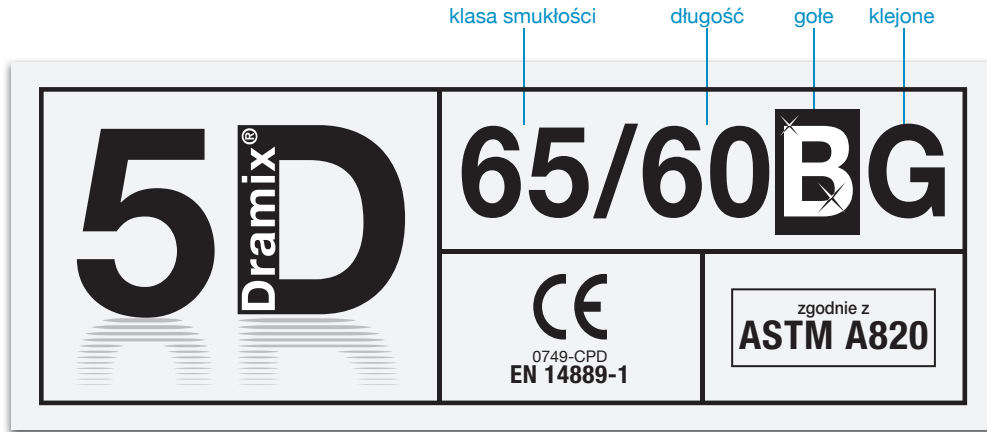 klasa smukłości długość gołe klejone
5D
Dramix®
65/60BG
CE
0749-CPD
EN 14889-1
zgodnie z
ASTM A820